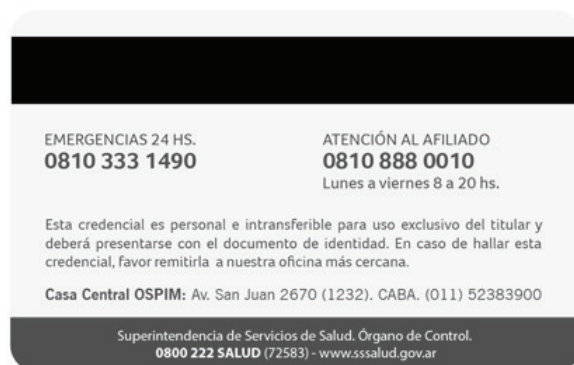 EMERGENCIAS 24 HS.
0810 333 1490
ATENCIÓN AL AFILIADO
0810 888 0010
Lunes a viernes 8 a 20 hs.
Esta credencial es personal e intransferible para uso exclusivo del titular y
deberá presentarse con el documento de identidad. En caso de hallar esta
credencial, favor remitirla a nuestra oficina más cercana.
Casa Central OSPIM: Av. San Juan 2670 (1232). CABA. (011) 52383900
Superintendencia de Servicios de Salud. Órgano de Control.
0800 222 SALUD (72583) - www.sssalud.gov.ar